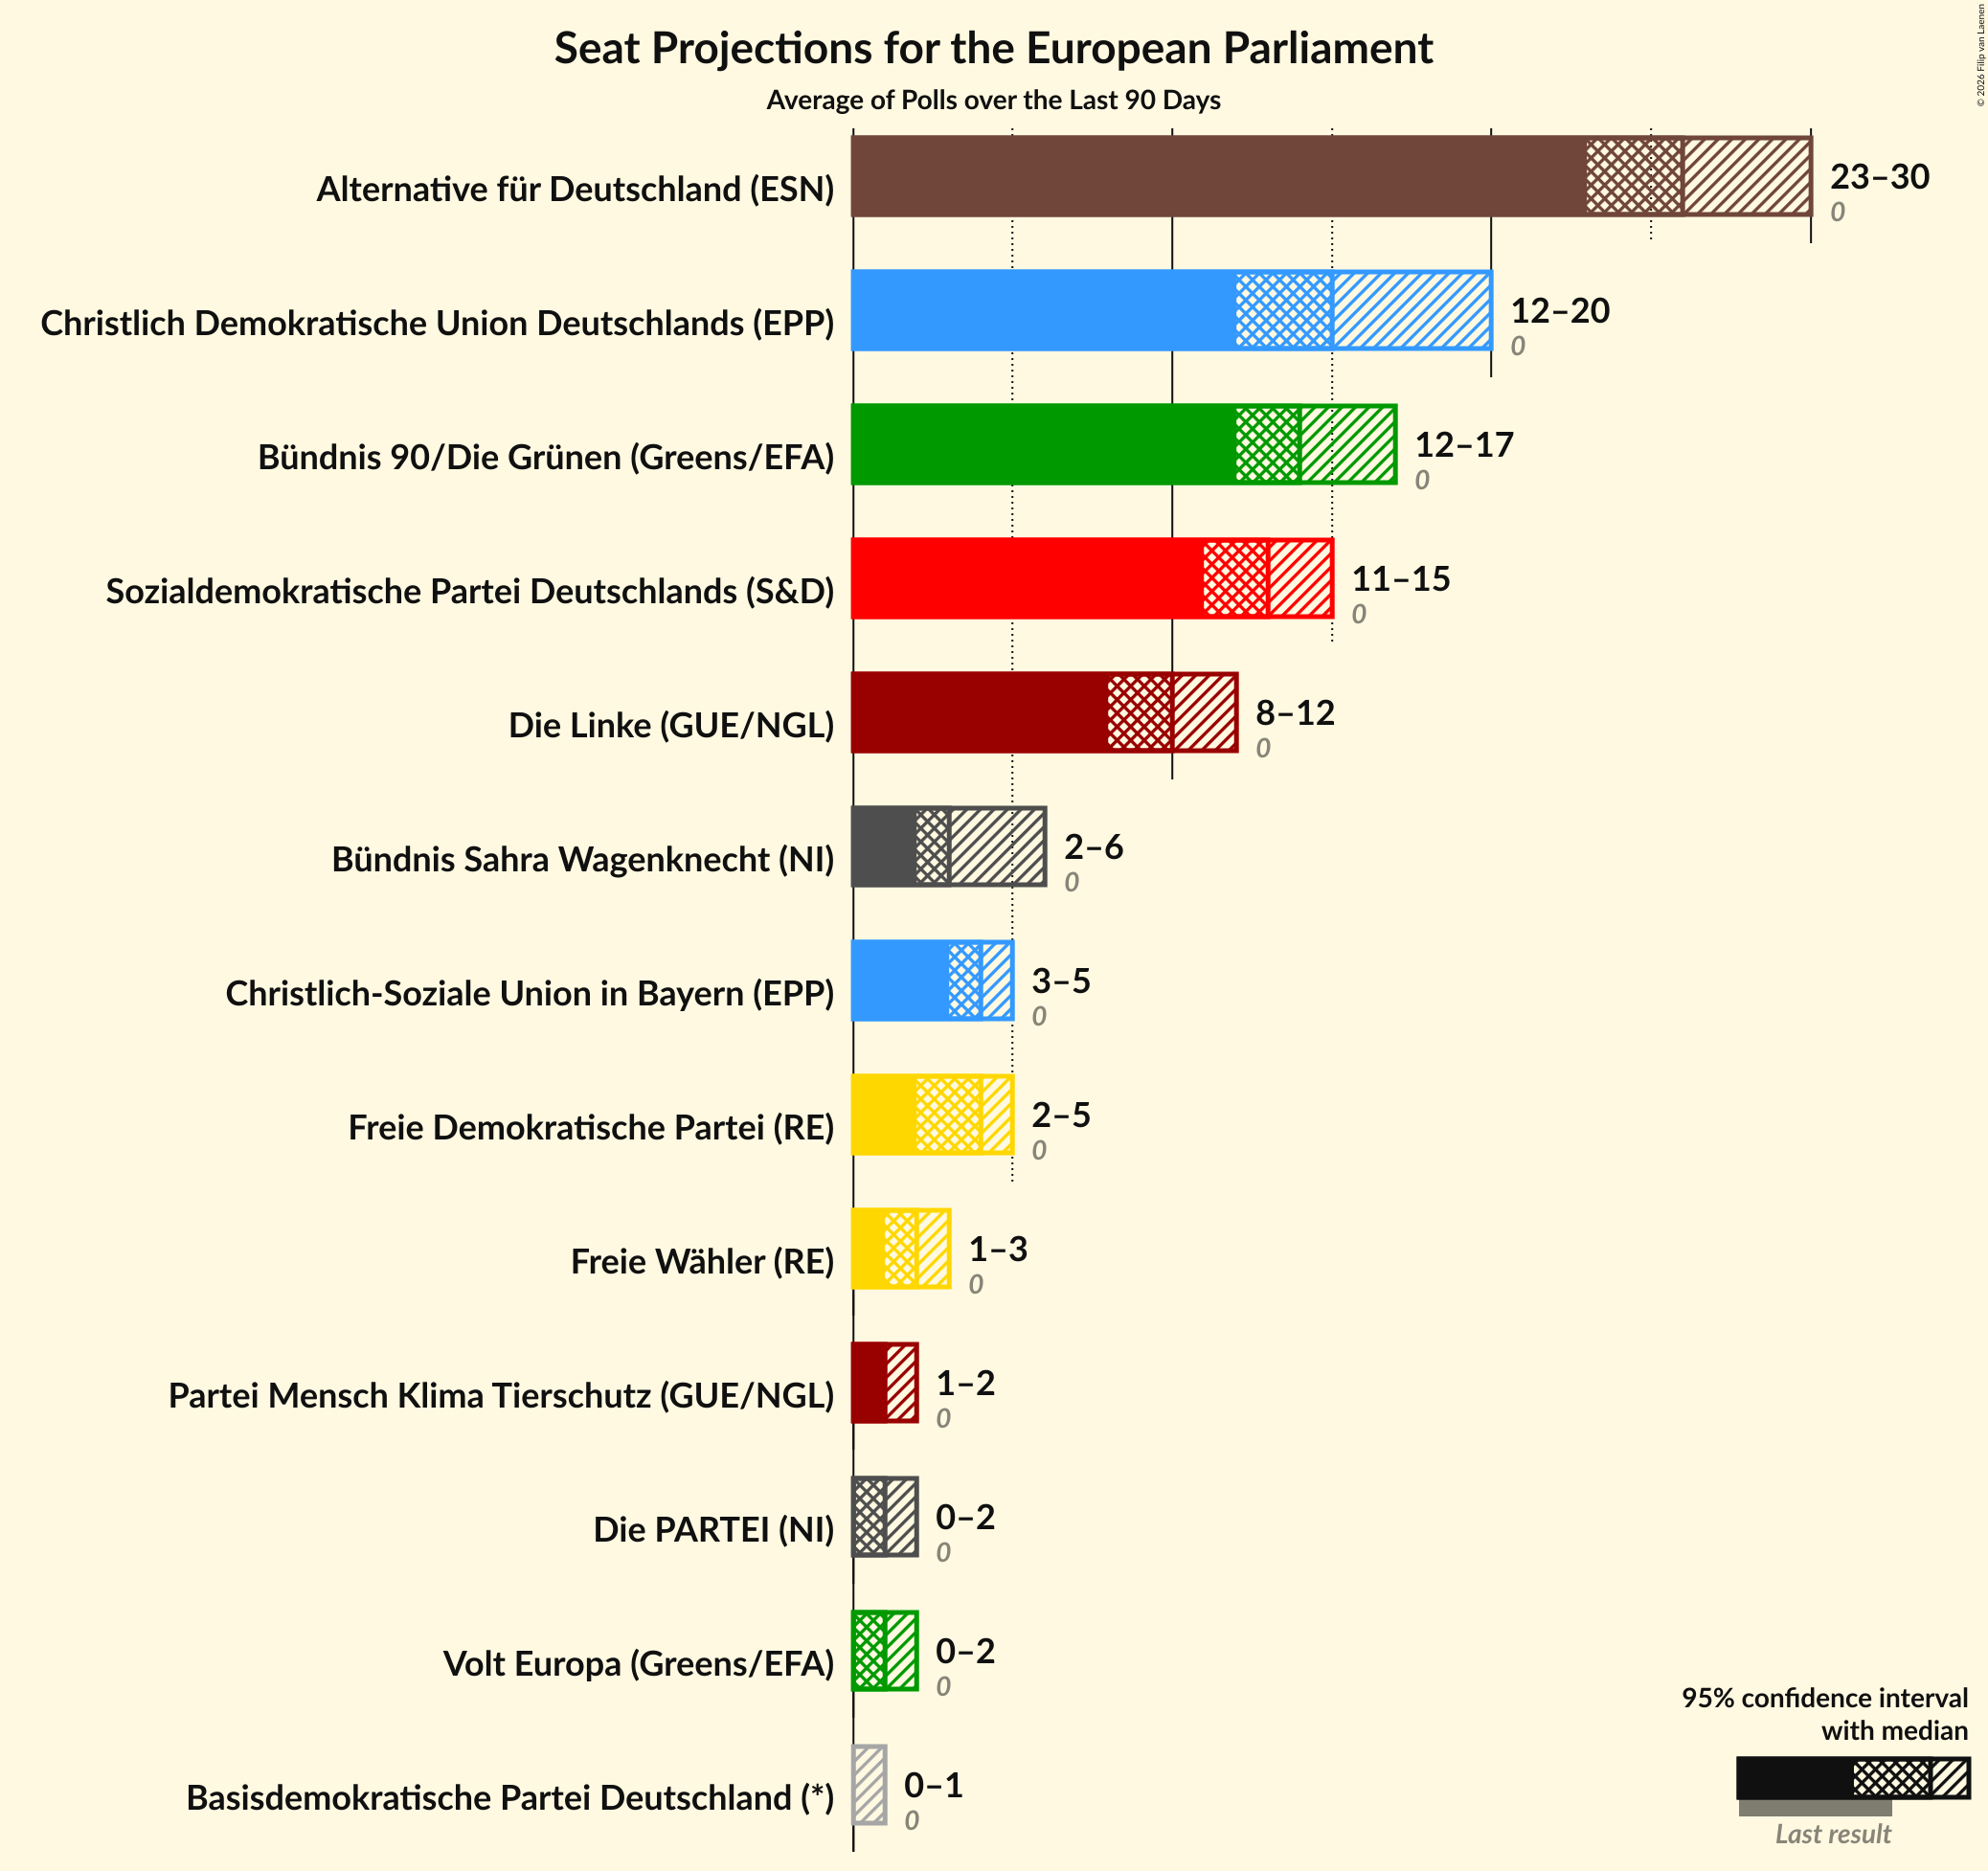 Seat Projections for the European Parliament
Average of Polls over the Last 90 Days
© 2026 Filip van Laenen
Alternative für Deutschland (ESN)
23–30
0
Christlich Demokratische Union Deutschlands (EPP)
12–20
0
Bündnis 90/Die Grünen (Greens/EFA)
12–17
0
Sozialdemokratische Partei Deutschlands (S&D)
11–15
0
Die Linke (GUE/NGL)
8–12
0
Bündnis Sahra Wagenknecht (NI)
2–6
0
Christlich-Soziale Union in Bayern (EPP)
3–5
0
Freie Demokratische Partei (RE)
2–5
0
Freie Wähler (RE)
1–3
0
Partei Mensch Klima Tierschutz (GUE/NGL)
1–2
0
Die PARTEI (NI)
0–2
0
Volt Europa (Greens/EFA)
0–2
0
Basisdemokratische Partei Deutschland (*)
0–1
0
95% confidence interval
with median
Last result